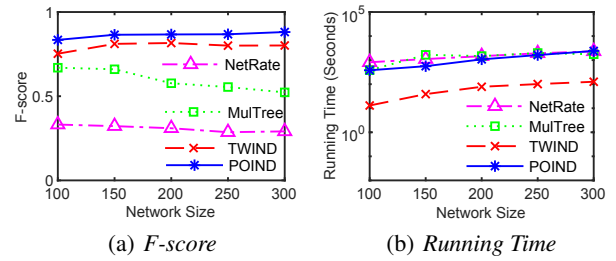 1
0.5
0
F-score
100 150 200 250 300
Network Size
NetRate
MulTree
TWIND
POIND
(a) F-score
10^5
10^0
Running Time (Seconds)
100 150 200 250 300
Network Size
NetRate
MulTree
TWIND
POIND
(b) Running Time